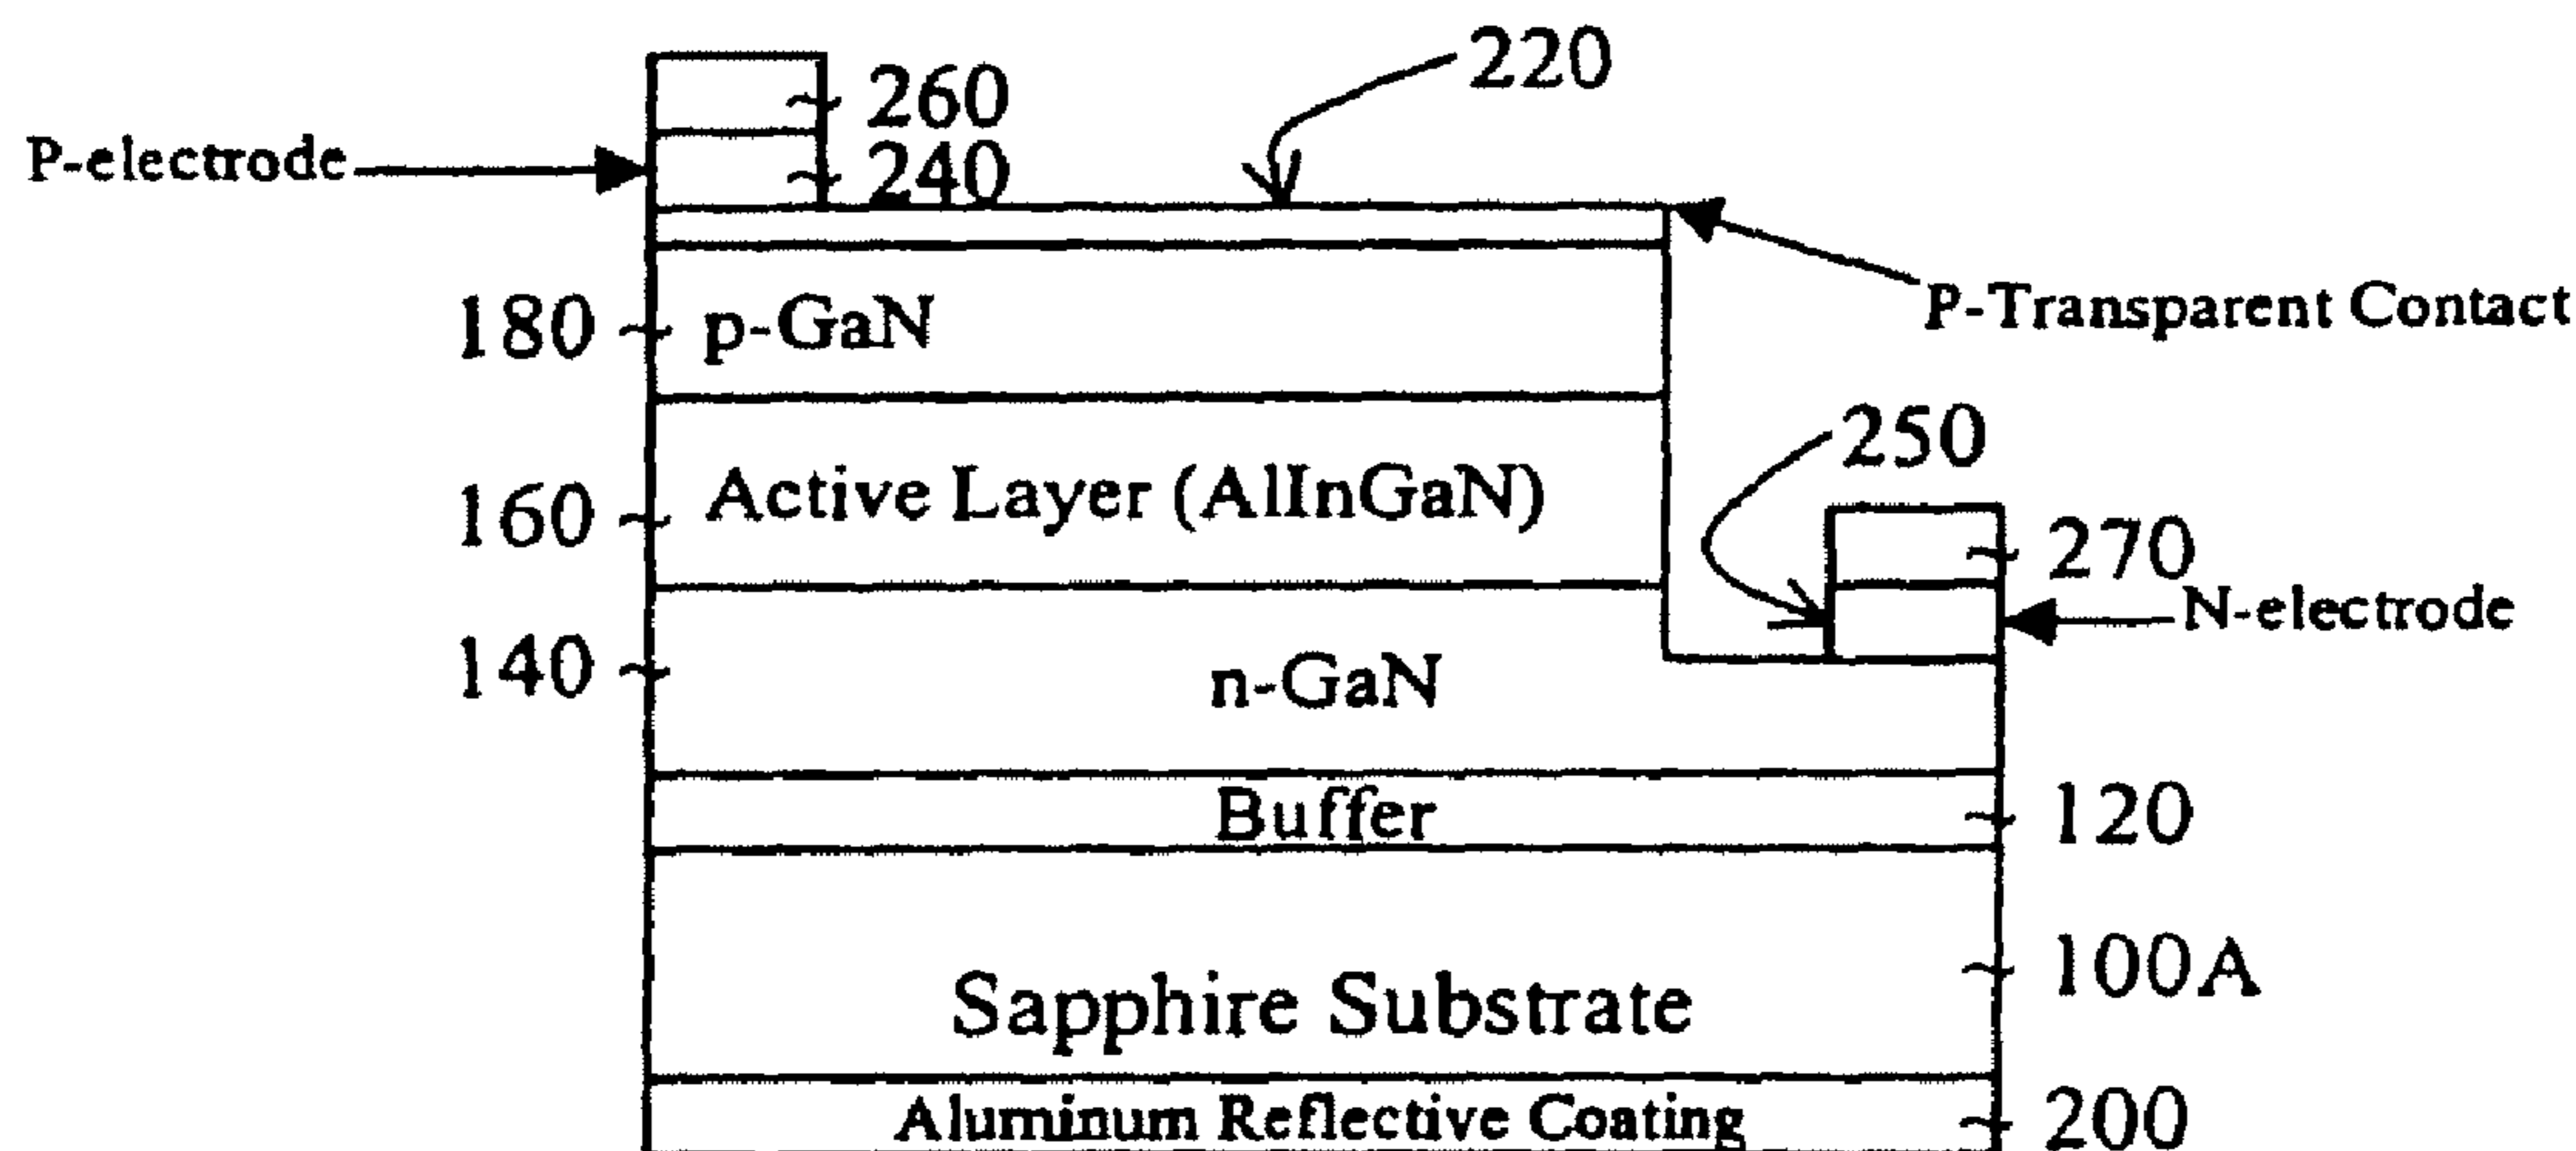 220
260
P-electrode
240
P-Transparent Contact
180
p-GaN
250
160
Active Layer (AlInGaN)
270
N-electrode
140
n-GaN
Buffer
120
100A
Sapphire Substrate
Aluminum Reflective Coating
200